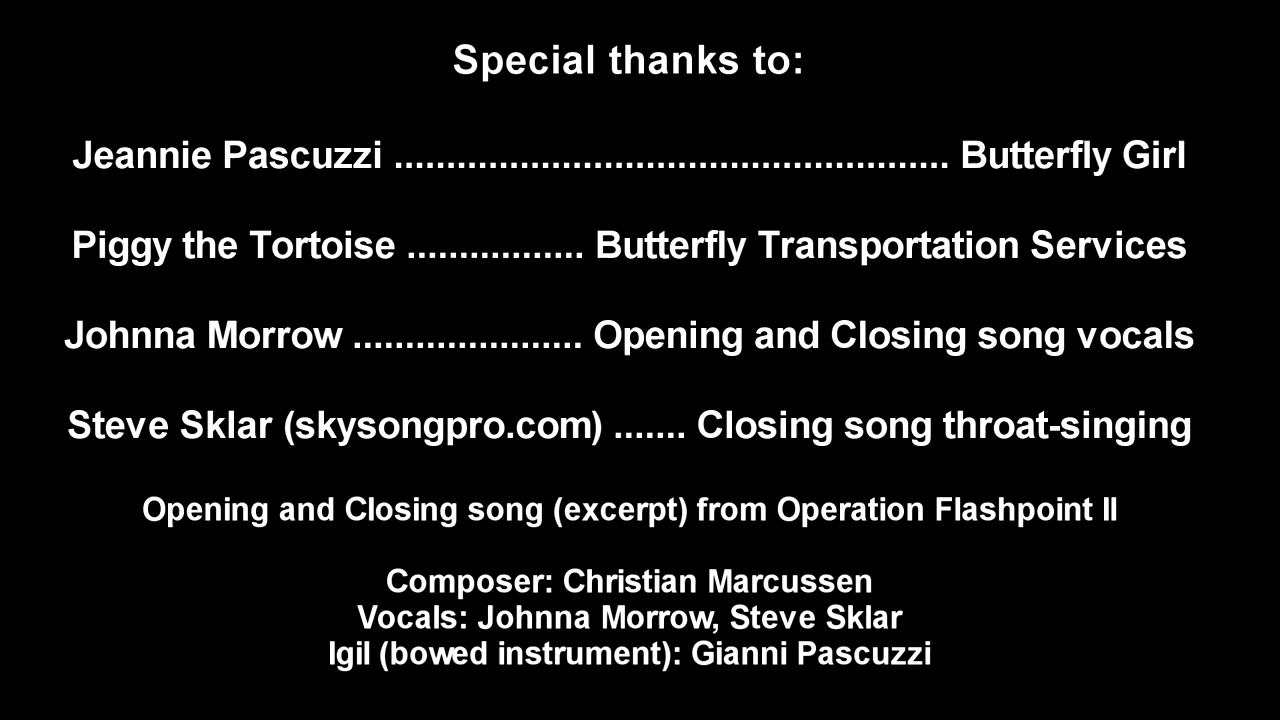 Special thanks to:
Jeannie Pascuzzi ..................................................... Butterfly Girl
Piggy the Tortoise ................. Butterfly Transportation Services
Johnna Morrow ...................... Opening and Closing song vocals
Steve Sklar (skysongpro.com) ....... Closing song throat-singing
Opening and Closing song (excerpt) from Operation Flashpoint II
Composer: Christian Marcussen
Vocals: Johnna Morrow, Steve Sklar
Igil (bowed instrument): Gianni Pascuzzi